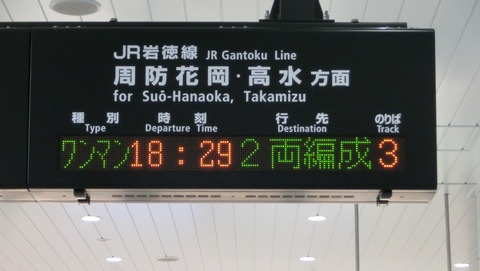 JR岩徳線 JR Gantoku Line
周防花岡・高水 方面
for Suō-Hanaoka, Takamizu
種別 時刻 行先 のりば
Type Departure Time Destination Track
ワンマン 18:29 2両編成 3